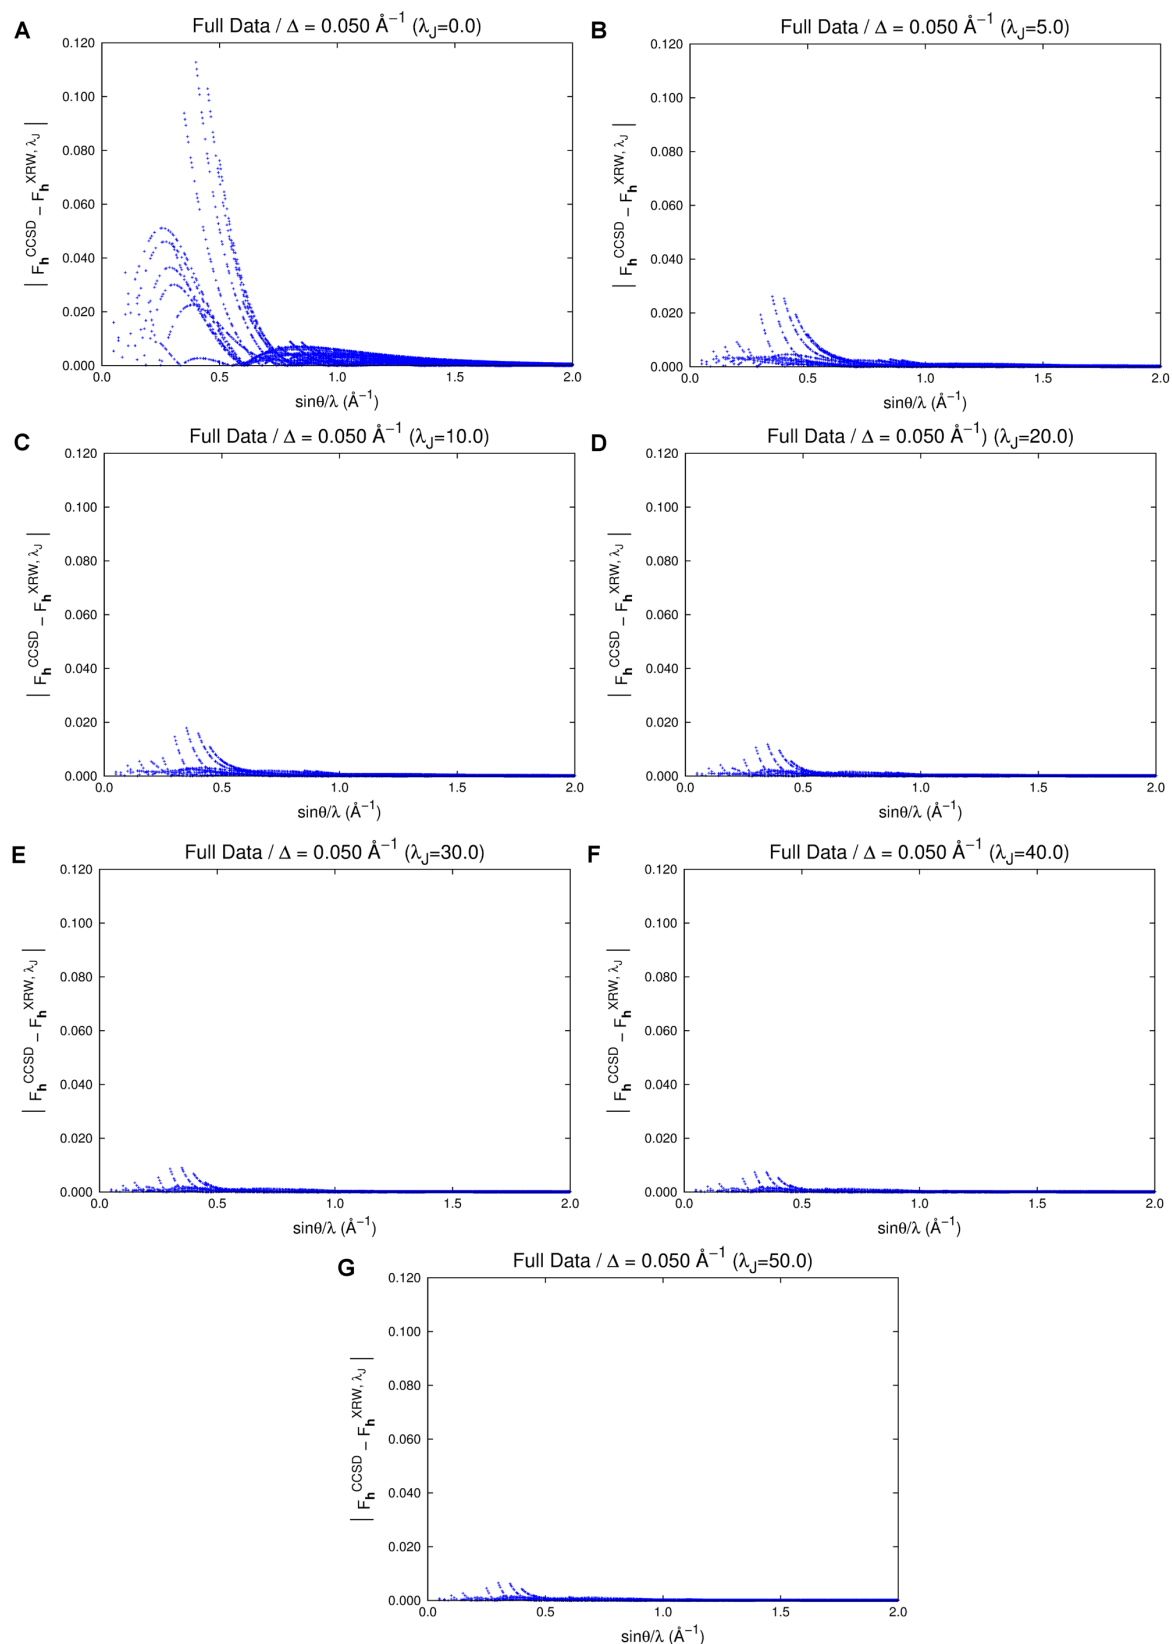 A
Full Data / Δ = 0.050 Å⁻¹ (λJ=0.0)
| Fh^CCSD − Fh^XRW, λJ |
0.120
0.100
0.080
0.060
0.040
0.020
0.000
0.0 0.5 1.0 1.5 2.0
sinθ/λ (Å⁻¹)
B
Full Data / Δ = 0.050 Å⁻¹ (λJ=5.0)
| Fh^CCSD − Fh^XRW, λJ |
0.120
0.100
0.080
0.060
0.040
0.020
0.000
0.0 0.5 1.0 1.5 2.0
sinθ/λ (Å⁻¹)
C
Full Data / Δ = 0.050 Å⁻¹ (λJ=10.0)
| Fh^CCSD − Fh^XRW, λJ |
0.120
0.100
0.080
0.060
0.040
0.020
0.000
0.0 0.5 1.0 1.5 2.0
sinθ/λ (Å⁻¹)
D
Full Data / Δ = 0.050 Å⁻¹) (λJ=20.0)
| Fh^CCSD − Fh^XRW, λJ |
0.120
0.100
0.080
0.060
0.040
0.020
0.000
0.0 0.5 1.0 1.5 2.0
sinθ/λ (Å⁻¹)
E
Full Data / Δ = 0.050 Å⁻¹ (λJ=30.0)
| Fh^CCSD − Fh^XRW, λJ |
0.120
0.100
0.080
0.060
0.040
0.020
0.000
0.0 0.5 1.0 1.5 2.0
sinθ/λ (Å⁻¹)
F
Full Data / Δ = 0.050 Å⁻¹ (λJ=40.0)
| Fh^CCSD − Fh^XRW, λJ |
0.120
0.100
0.080
0.060
0.040
0.020
0.000
0.0 0.5 1.0 1.5 2.0
sinθ/λ (Å⁻¹)
G
Full Data / Δ = 0.050 Å⁻¹ (λJ=50.0)
| Fh^CCSD − Fh^XRW, λJ |
0.120
0.100
0.080
0.060
0.040
0.020
0.000
0.0 0.5 1.0 1.5 2.0
sinθ/λ (Å⁻¹)